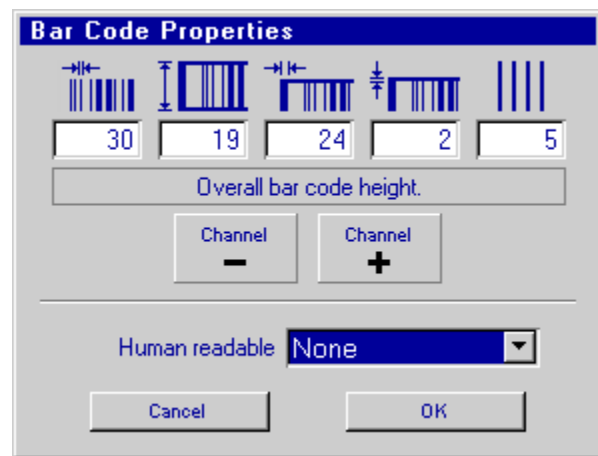 Bar Code Properties
30 19 24 2 5
Overall bar code height.
Channel Channel
− +
Human readable None
Cancel OK